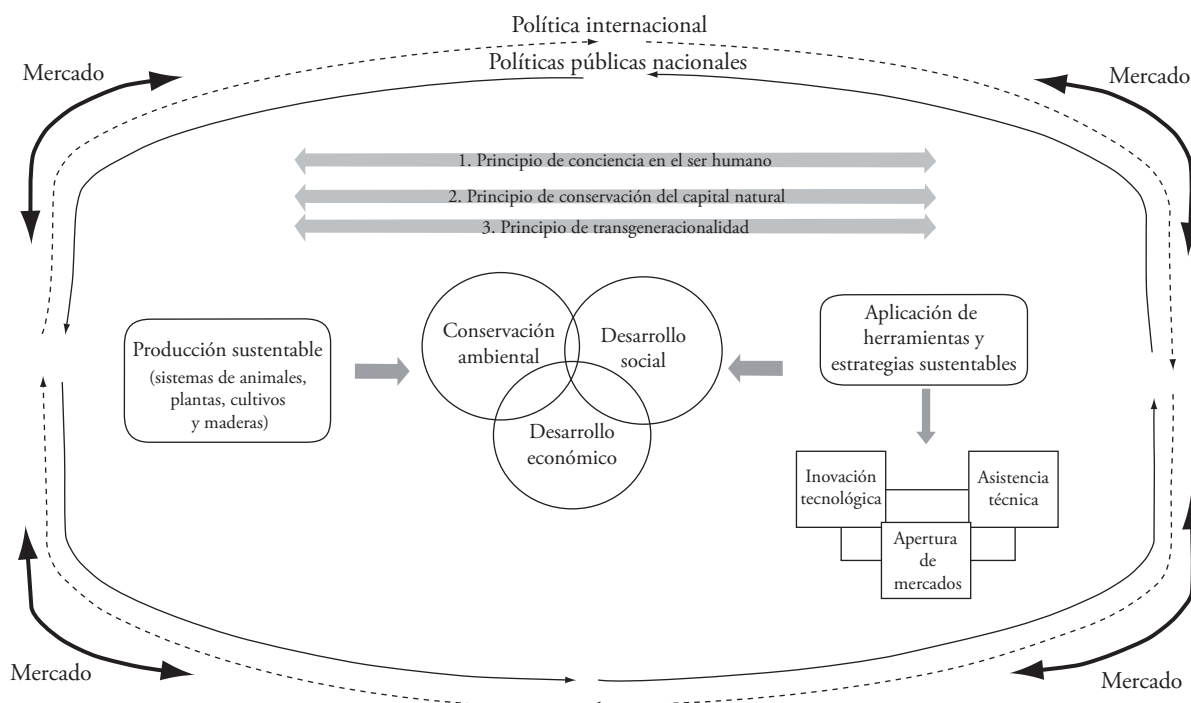 Política internacional
Políticas públicas nacionales
Mercado
Mercado
1. Principio de conciencia en el ser humano
2. Principio de conservación del capital natural
3. Principio de transgeneracionalidad
Producción sustentable
(sistemas de animales,
plantas, cultivos
y maderas)
Conservación
ambiental
Desarrollo
social
Desarrollo
económico
Aplicación de
herramientas y
estrategias sustentables
Inovación
tecnológica
Asistencia
técnica
Apertura
de
mercados
Mercado
Mercado